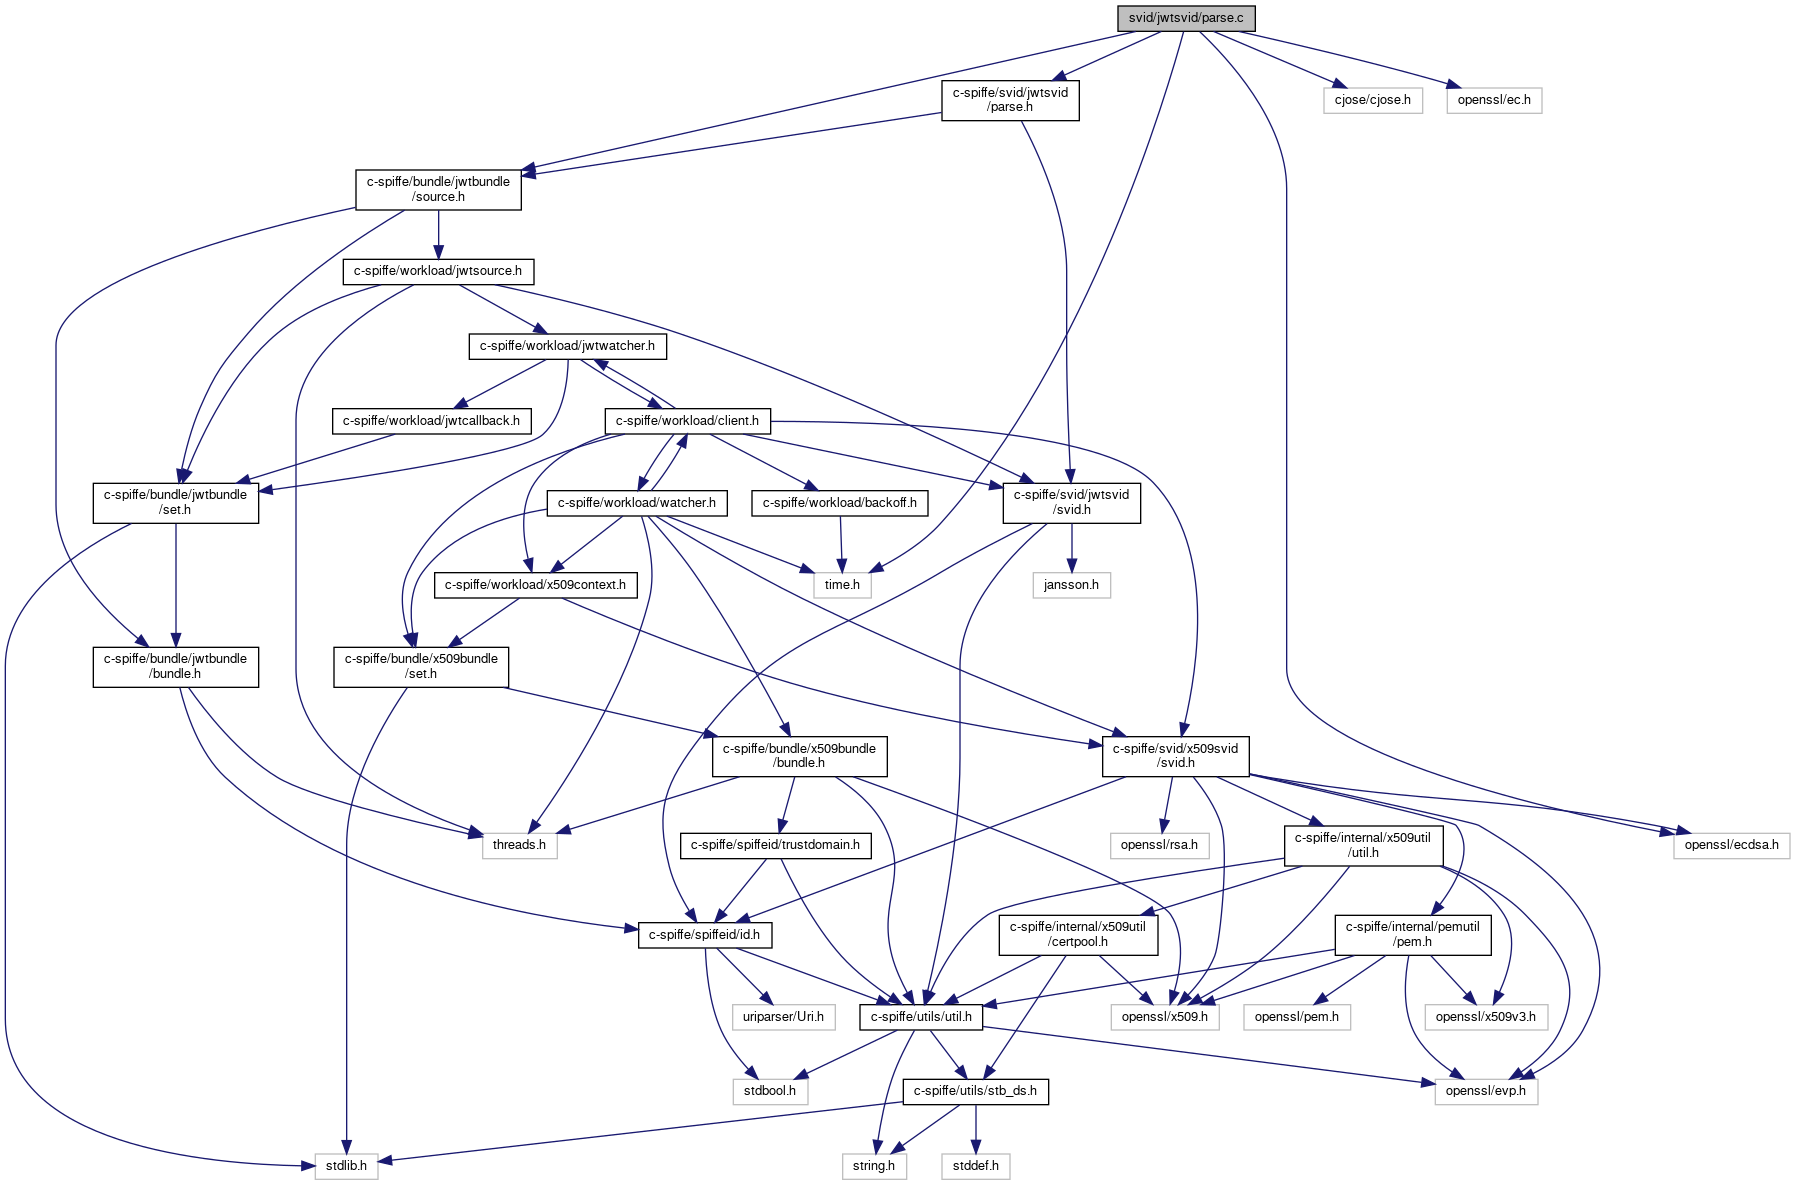 svid/jwtsvid/parse.c
c-spiffe/svid/jwtsvid
/parse.h
cjose/cjose.h
openssl/ec.h
c-spiffe/bundle/jwtbundle
/source.h
c-spiffe/workload/jwtsource.h
c-spiffe/workload/jwtwatcher.h
c-spiffe/workload/jwtcallback.h
c-spiffe/workload/client.h
c-spiffe/bundle/jwtbundle
/set.h
c-spiffe/workload/watcher.h
c-spiffe/workload/backoff.h
c-spiffe/svid/jwtsvid
/svid.h
c-spiffe/workload/x509context.h
time.h
jansson.h
c-spiffe/bundle/jwtbundle
/bundle.h
c-spiffe/bundle/x509bundle
/set.h
c-spiffe/bundle/x509bundle
/bundle.h
c-spiffe/svid/x509svid
/svid.h
threads.h
c-spiffe/spiffeid/trustdomain.h
openssl/rsa.h
c-spiffe/internal/x509util
/util.h
openssl/ecdsa.h
c-spiffe/spiffeid/id.h
c-spiffe/internal/x509util
/certpool.h
c-spiffe/internal/pemutil
/pem.h
uriparser/Uri.h
c-spiffe/utils/util.h
openssl/x509.h
openssl/pem.h
openssl/x509v3.h
stdbool.h
c-spiffe/utils/stb_ds.h
openssl/evp.h
stdlib.h
string.h
stddef.h